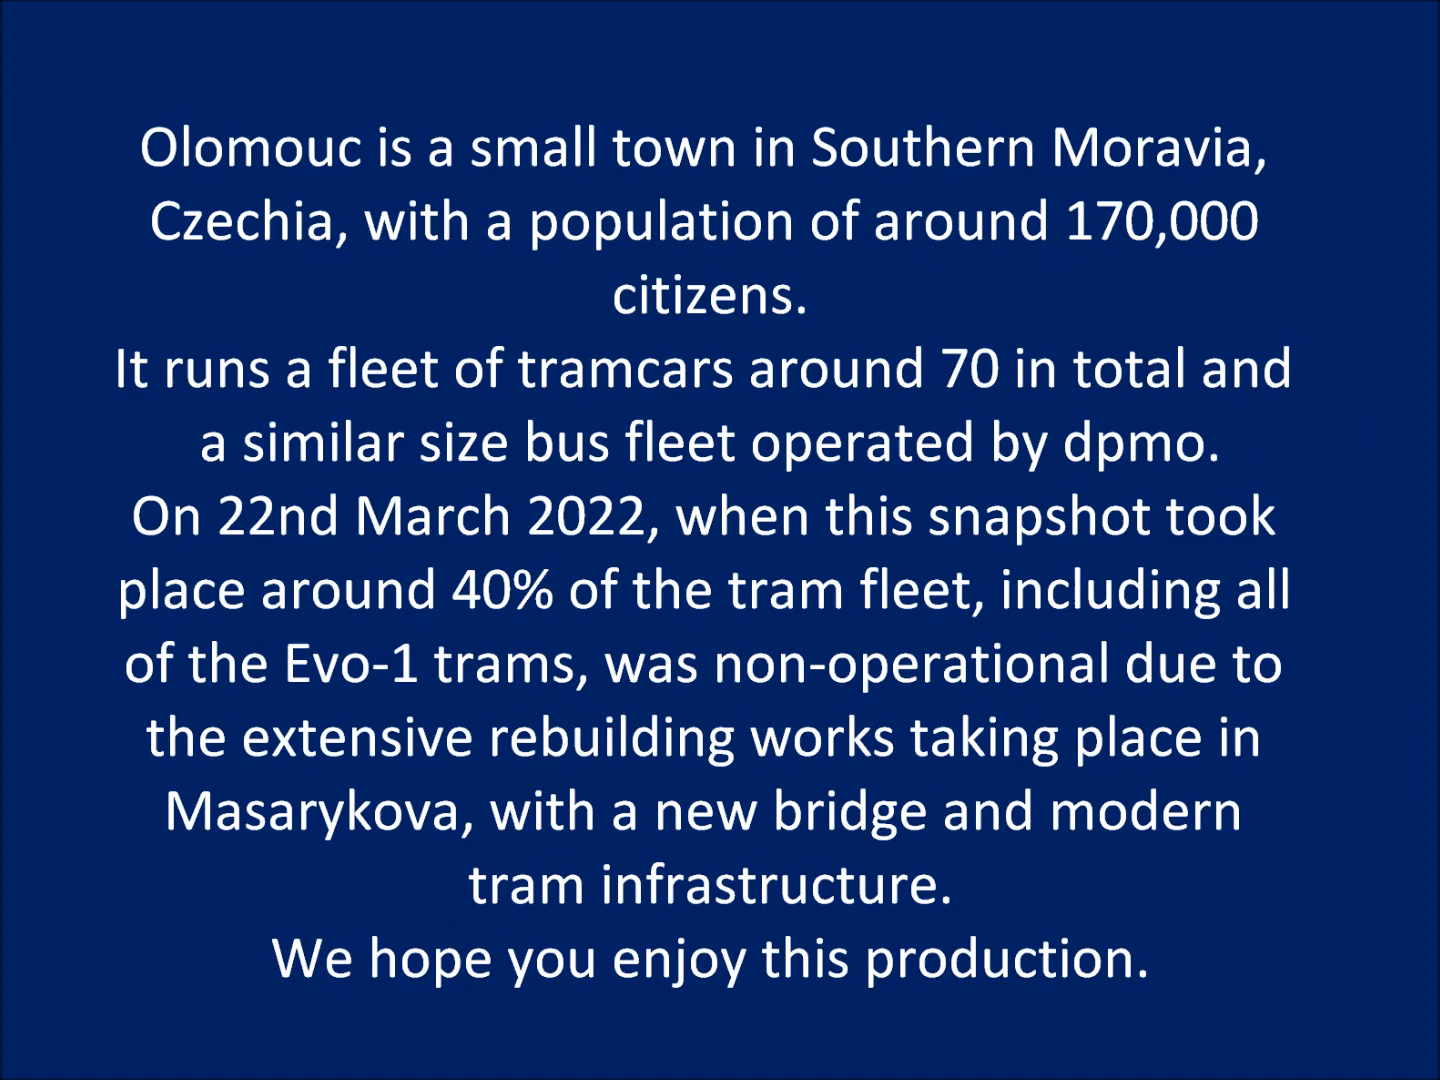 Olomouc is a small town in Southern Moravia,
Czechia, with a population of around 170,000
citizens.
It runs a fleet of tramcars around 70 in total and
a similar size bus fleet operated by dpmo.
On 22nd March 2022, when this snapshot took
place around 40% of the tram fleet, including all
of the Evo-1 trams, was non-operational due to
the extensive rebuilding works taking place in
Masarykova, with a new bridge and modern
tram infrastructure.
We hope you enjoy this production.